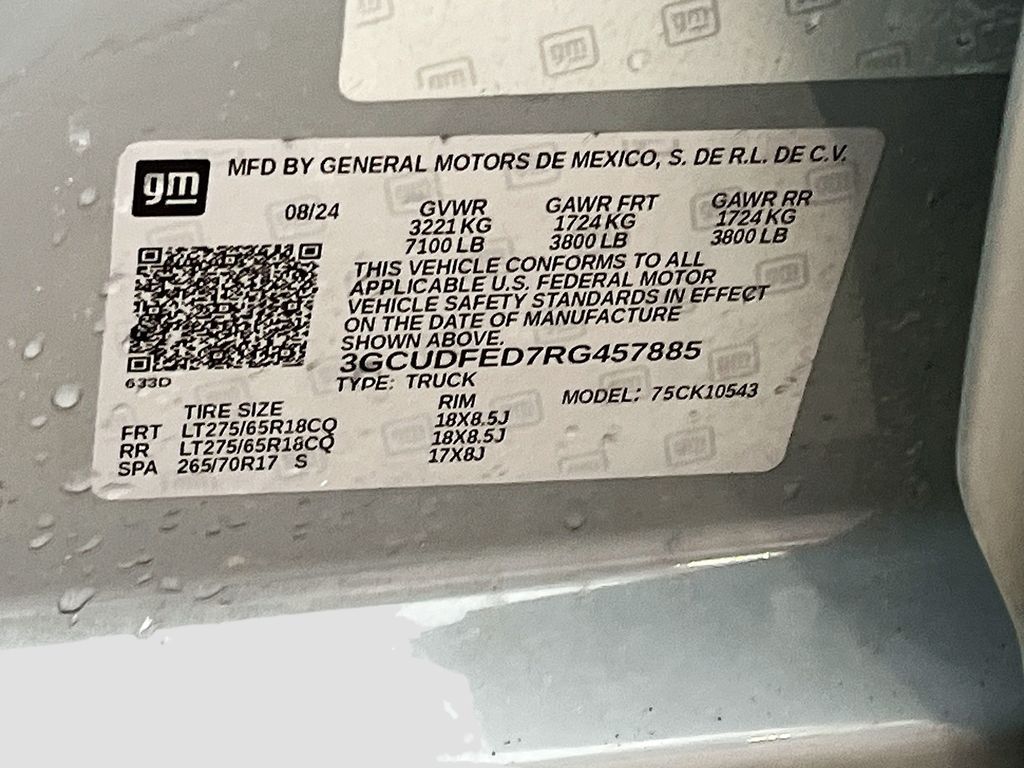 gm
gm
gm
gm MFD BY GENERAL MOTORS DE MEXICO, S. DE R.L. DE C.V.
08/24 GVWR GAWR FRT GAWR RR
3221 KG 1724 KG 1724 KG
7100 LB 3800 LB 3800 LB
THIS VEHICLE CONFORMS TO ALL
APPLICABLE U.S. FEDERAL MOTOR
VEHICLE SAFETY STANDARDS IN EFFECT
ON THE DATE OF MANUFACTURE
SHOWN ABOVE.
3GCUDFED7RG457885
633D TYPE: TRUCK
TIRE SIZE RIM MODEL: 75CK10543
FRT LT275/65R18CQ 18X8.5J
RR LT275/65R18CQ 18X8.5J
SPA 265/70R17 S 17X8J